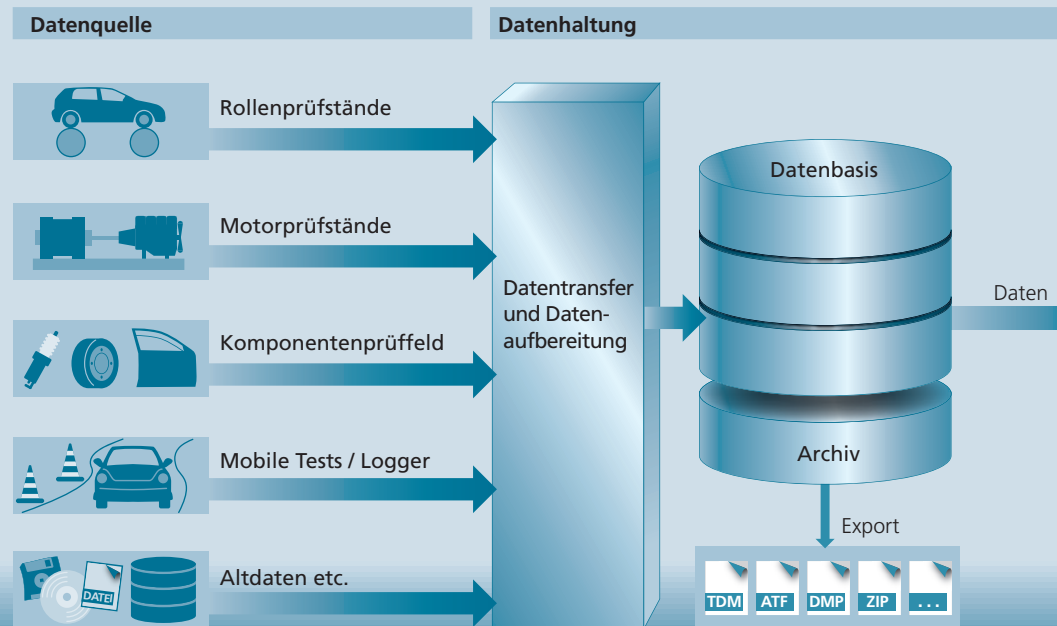 Datenquelle
Datenhaltung
Rollenprüfstände
Motorprüfstände
Komponentenprüffeld
Mobile Tests / Logger
DATEI
Altdaten etc.
Datentransfer
und Daten-
aufbereitung
Datenbasis
Archiv
Daten
Export
TDM
ATF
DMP
ZIP
...